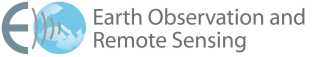 Earth Observation and
Remote Sensing